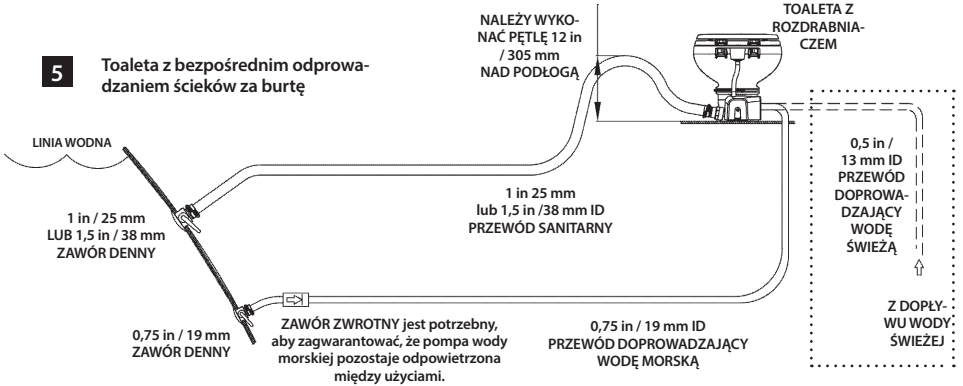 5
Toaleta z bezpośrednim odprowa-
dzaniem ścieków za burtę
NALEŻY WYKO-
NAĆ PĘTLĘ 12 in
/ 305 mm
NAD PODŁOGĄ
TOALETA Z
ROZDRABNIA-
CZEM
LINIA WODNA
1 in / 25 mm
LUB 1,5 in / 38 mm
ZAWÓR DENNY
1 in 25 mm
lub 1,5 in /38 mm ID
PRZEWÓD SANITARNY
0,5 in /
13 mm ID
PRZEWÓD
DOPROWA-
DZAJĄCY
WODĘ
ŚWIEŻĄ
Z DOPŁY-
WU WODY
ŚWIEŻEJ
0,75 in / 19 mm
ZAWÓR DENNY
ZAWÓR ZWROTNY jest potrzebny,
aby zagwarantować, że pompa wody
morskiej pozostaje odpowietrzona
między użyciami.
0,75 in / 19 mm ID
PRZEWÓD DOPROWADZAJĄCY
WODĘ MORSKĄ